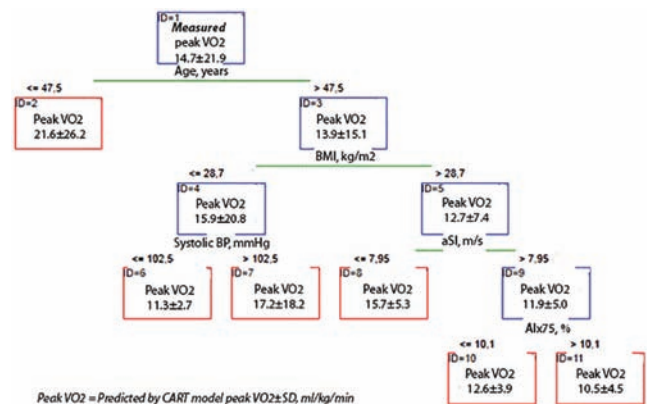 ID=1
Measured
peak VO2
14.7±21.9
Age, years
<= 47,5
> 47,5
ID=2
Peak VO2
21.6±26.2
ID=3
Peak VO2
13.9±15.1
BMI, kg/m2
<= 28,7
> 28,7
ID=4
Peak VO2
15.9±20.8
Systolic BP, mmHg
ID=5
Peak VO2
12.7±7.4
aSI, m/s
<= 102,5
> 102,5
<= 7,95
> 7,95
ID=6
Peak VO2
11.3±2.7
ID=7
Peak VO2
17.2±18.2
ID=8
Peak VO2
15.7±5.3
ID=9
Peak VO2
11.9±5.0
AIx75, %
<= 10,1
> 10,1
ID=10
Peak VO2
12.6±3.9
ID=11
Peak VO2
10.5±4.5
Peak VO2 = Predicted by CART model peak VO2±SD, ml/kg/min